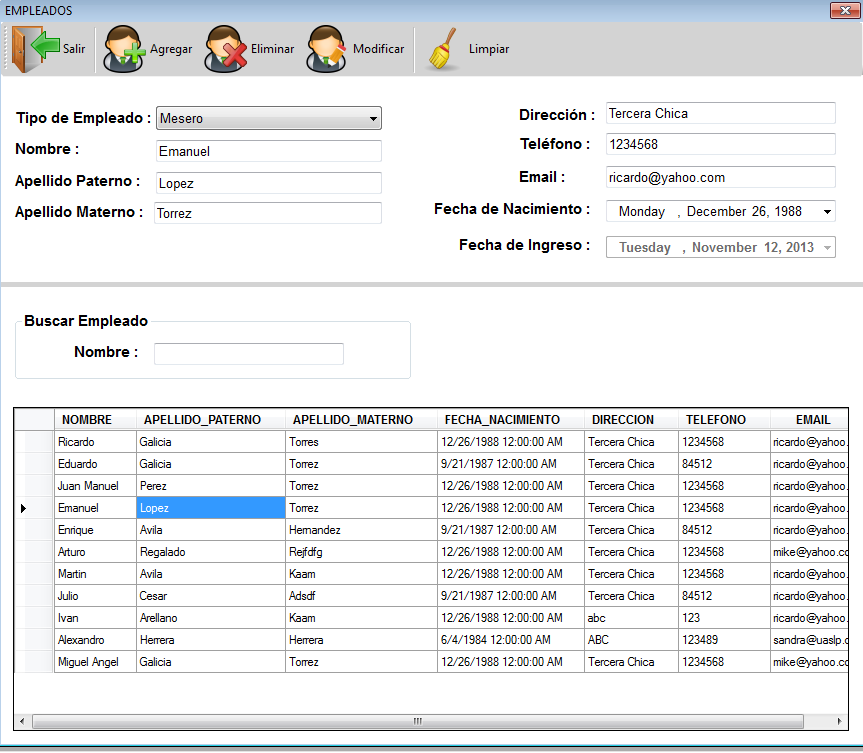 EMPLEADOS
Salir Agregar Eliminar Modificar Limpiar
Tipo de Empleado : Mesero
Nombre : Emanuel
Apellido Paterno : Lopez
Apellido Materno : Torrez
Dirección : Tercera Chica
Teléfono : 1234568
Email : ricardo@yahoo.com
Fecha de Nacimiento : Monday , December 26, 1988
Fecha de Ingreso : Tuesday , November 12, 2013
Buscar Empleado
Nombre :
NOMBRE APELLIDO_PATERNO APELLIDO_MATERNO FECHA_NACIMIENTO DIRECCION TELEFONO EMAIL
Ricardo Galicia Torres 12/26/1988 12:00:00 AM Tercera Chica 1234568 ricardo@yahoo.
Eduardo Galicia Torrez 9/21/1987 12:00:00 AM Tercera Chica 84512 ricardo@yahoo.
Juan Manuel Perez Torrez 12/26/1988 12:00:00 AM Tercera Chica 1234568 ricardo@yahoo.
Emanuel Lopez Torrez 12/26/1988 12:00:00 AM Tercera Chica 1234568 ricardo@yahoo.
Enrique Avila Hernandez 9/21/1987 12:00:00 AM Tercera Chica 84512 ricardo@yahoo.
Arturo Regalado Rejfdfg 12/26/1988 12:00:00 AM Tercera Chica 1234568 mike@yahoo.co
Martin Avila Kaam 12/26/1988 12:00:00 AM Tercera Chica 1234568 ricardo@yahoo.
Julio Cesar Adsdf 9/21/1987 12:00:00 AM Tercera Chica 84512 ricardo@yahoo.
Ivan Arellano Kaam 12/26/1988 12:00:00 AM abc 123 ricardo@yahoo.
Alexandro Herrera Herrera 6/4/1984 12:00:00 AM ABC 123489 sandra@uaslp.c
Miguel Angel Galicia Torrez 12/26/1988 12:00:00 AM Tercera Chica 1234568 mike@yahoo.co